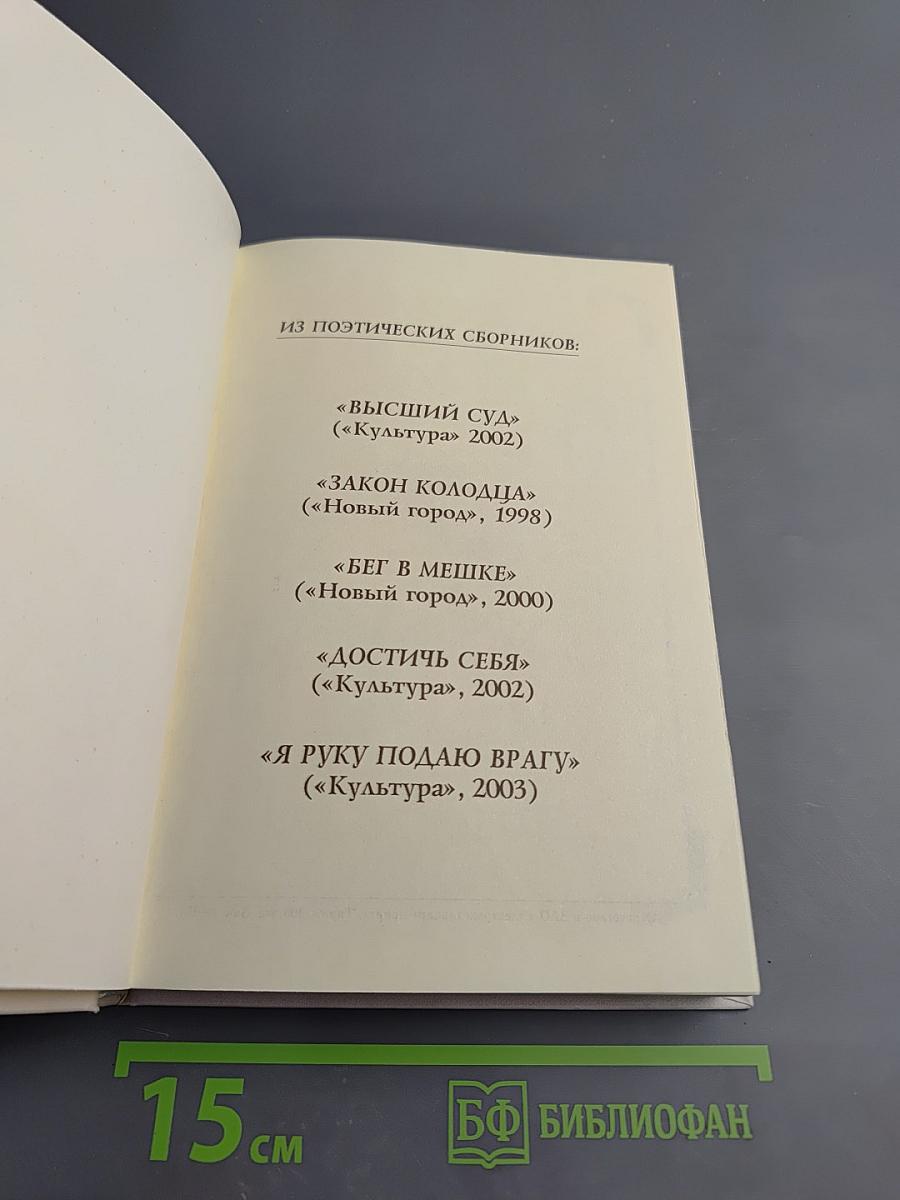 ИЗ ПОЭТИЧЕСКИХ СБОРНИКОВ:
«ВЫСШИЙ СУД»
(«Культура» 2002)
«ЗАКОН КОЛОДЦА»
(«Новый город», 1998)
«БЕГ В МЕШКЕ»
(«Новый город», 2000)
«ДОСТИЧЬ СЕБЯ»
(«Культура», 2002)
«Я РУКУ ПОДАЮ ВРАГУ»
(«Культура», 2003)
15 см
БФ БИБЛИОФАН